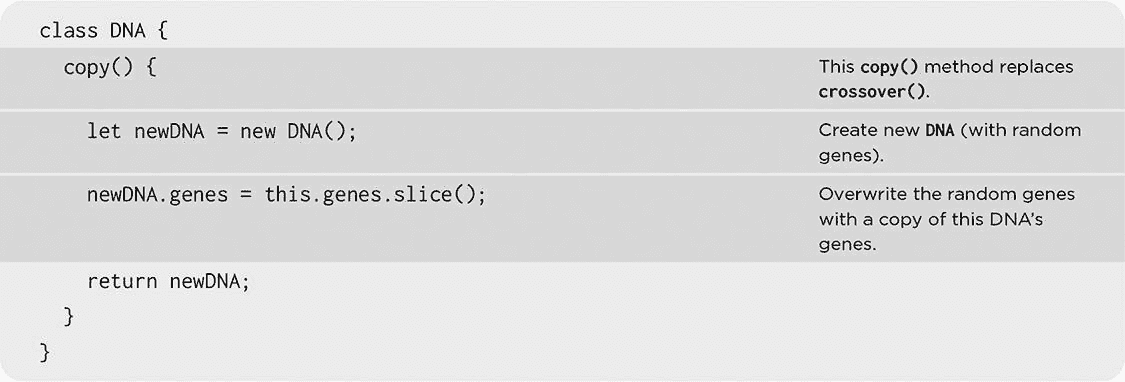 class DNA {
copy() {
This copy() method replaces
crossover().
let newDNA = new DNA();
Create new DNA (with random
genes).
newDNA.genes = this.genes.slice();
Overwrite the random genes
with a copy of this DNA’s
genes.
return newDNA;
}
}